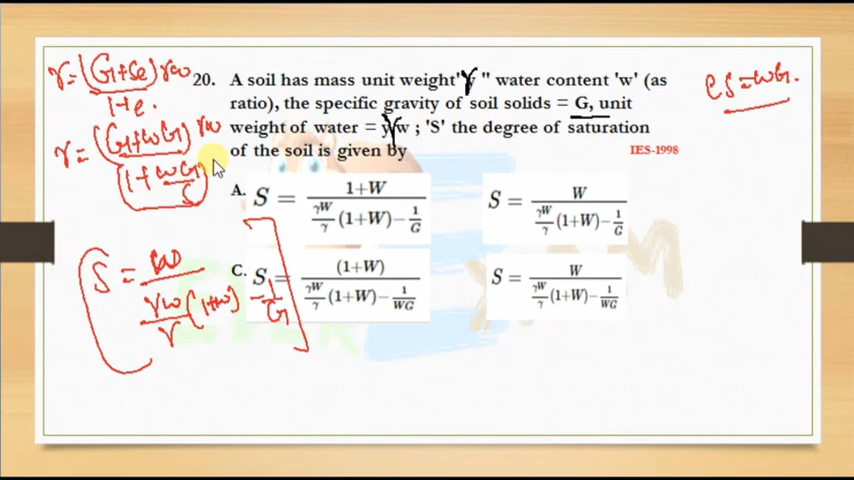 γ = (G+Se)γw
1+e.
γ = (G+wG)γw
(1+ wG
S)
20. A soil has mass unit weight'γ " water content 'w' (as
ratio), the specific gravity of soil solids = G, unit
weight of water = γw ; 'S' the degree of saturation
of the soil is given by
IES-1998
eS=wG.
A. S = 1+W
γW/γ (1+W)− 1/G
S = W
γW/γ (1+W)− 1/G
C. S = (1+W)
γW/γ (1+W)− 1/WG
S = W
γW/γ (1+W)− 1/WG
S = w
γw/γ (1+w) − 1/G